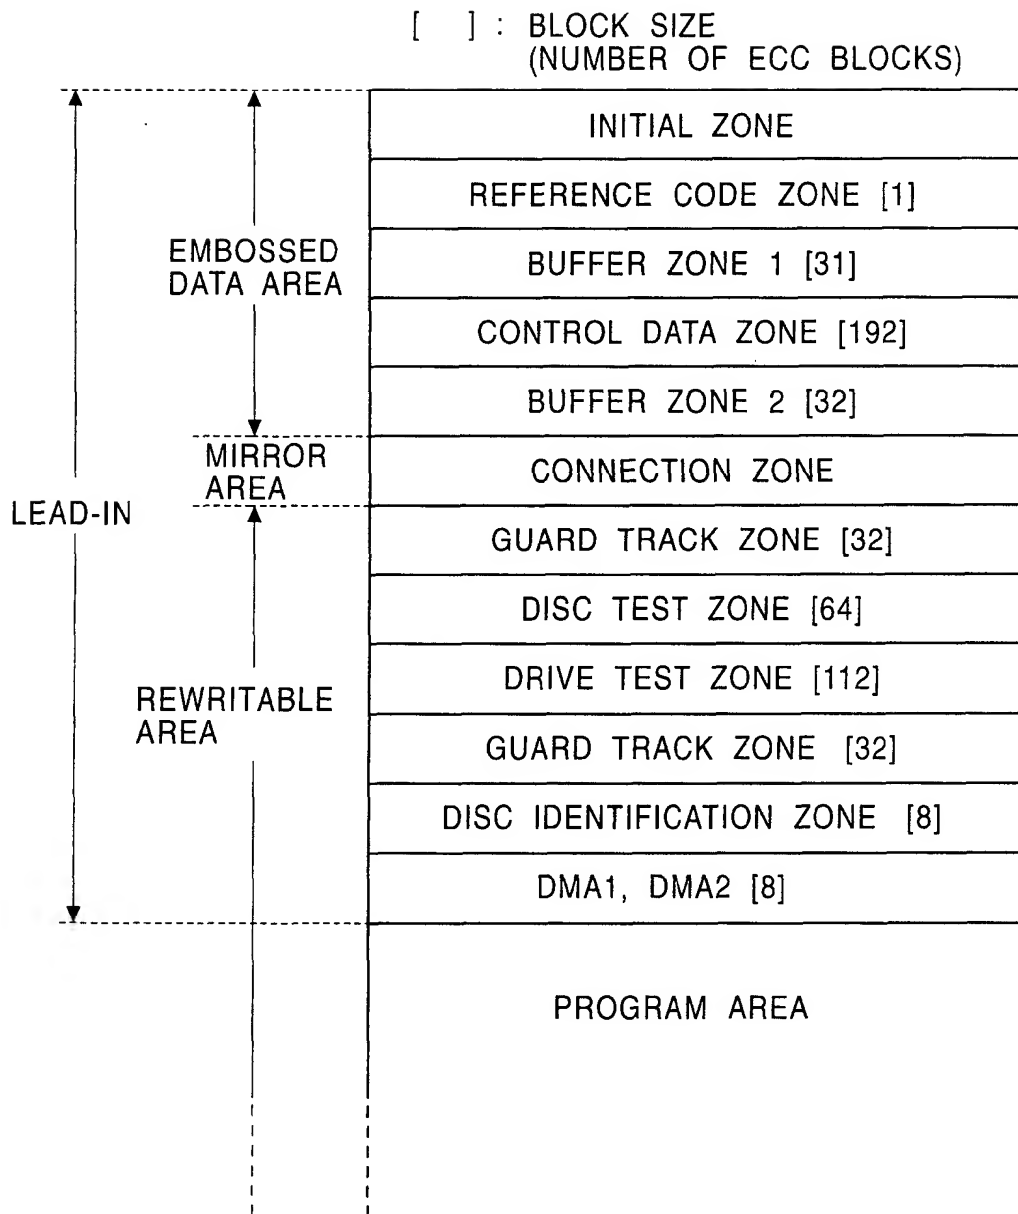 [ ] : BLOCK SIZE
(NUMBER OF ECC BLOCKS)
INITIAL ZONE
REFERENCE CODE ZONE [1]
EMBOSSED
DATA AREA
BUFFER ZONE 1 [31]
CONTROL DATA ZONE [192]
BUFFER ZONE 2 [32]
MIRROR
AREA
CONNECTION ZONE
LEAD-IN
GUARD TRACK ZONE [32]
DISC TEST ZONE [64]
DRIVE TEST ZONE [112]
REWRITABLE
AREA
GUARD TRACK ZONE [32]
DISC IDENTIFICATION ZONE [8]
DMA1, DMA2 [8]
PROGRAM AREA